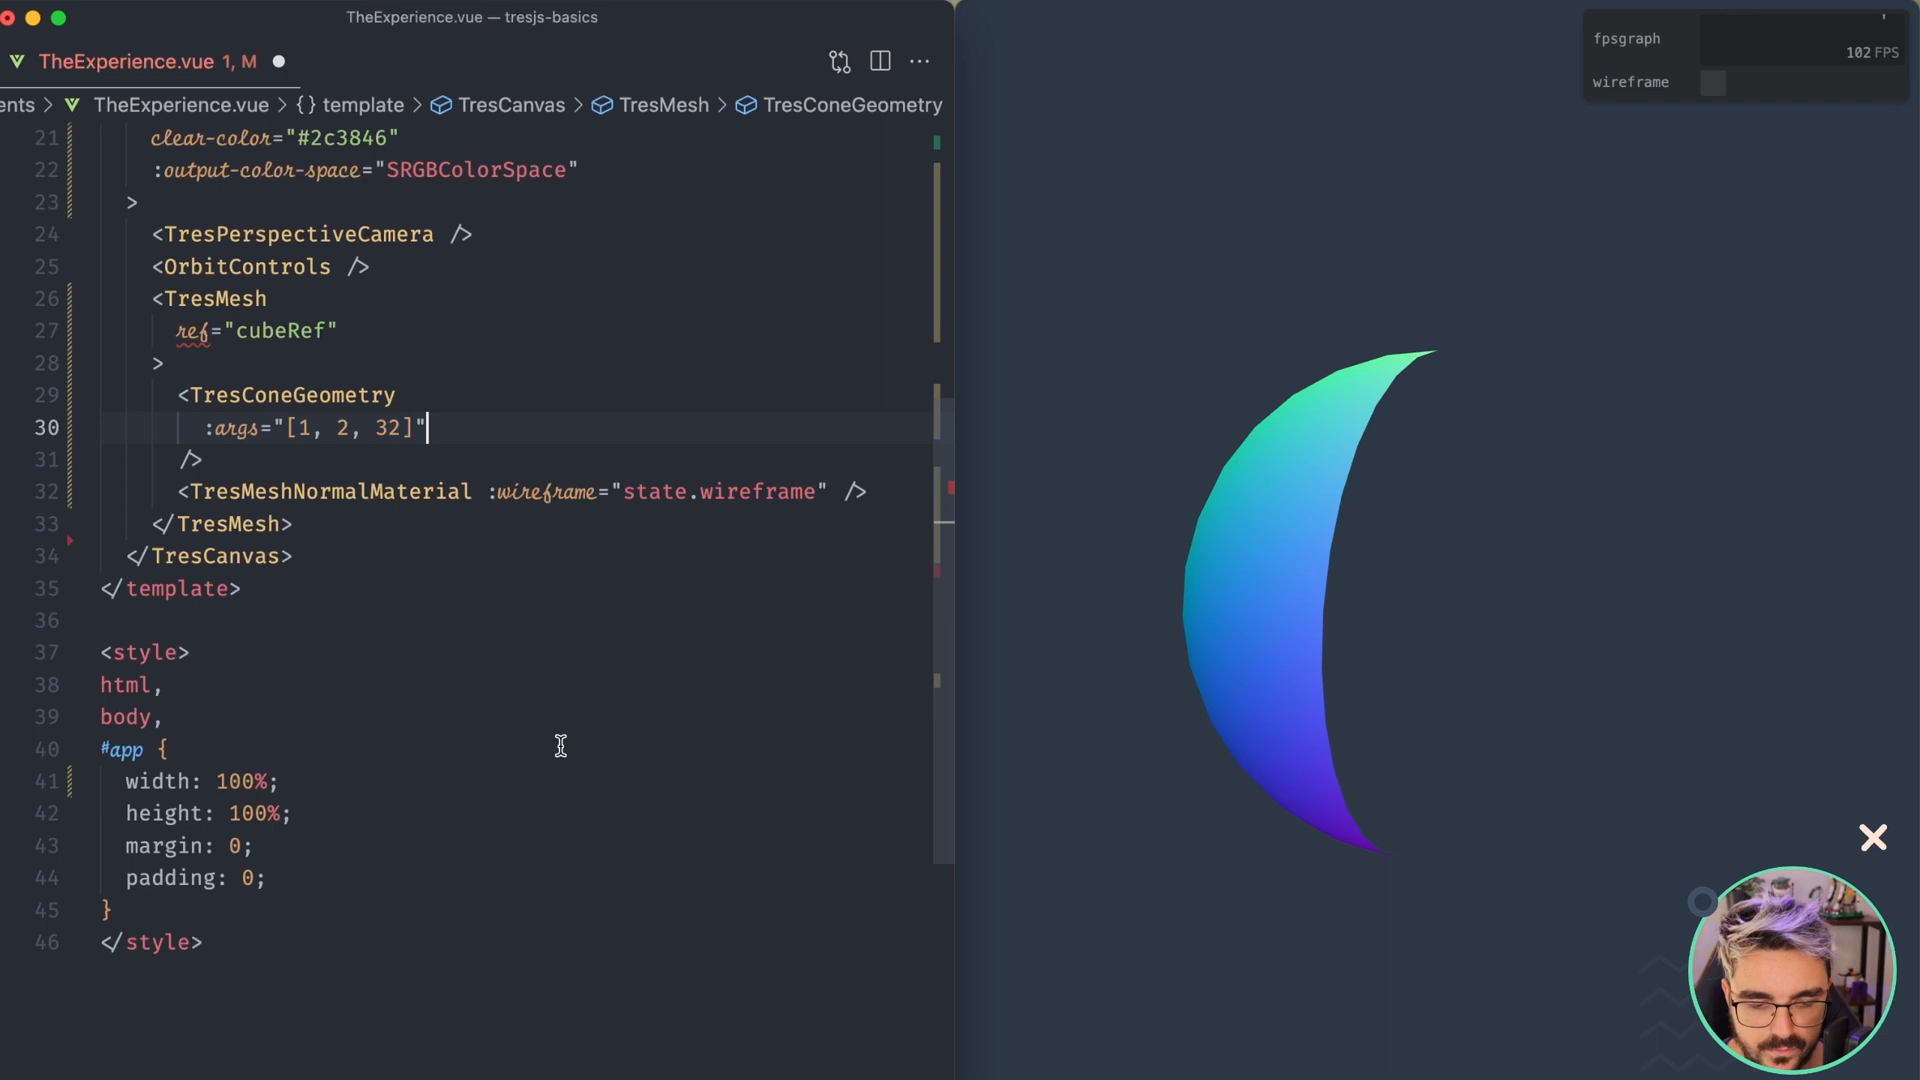 TheExperience.vue — tresjs-basics
TheExperience.vue 1, M
ents > TheExperience.vue > {} template > TresCanvas > TresMesh > TresConeGeometry
21 clear-color="#2c3846"
22 :output-color-space="SRGBColorSpace"
23 >
24 <TresPerspectiveCamera />
25 <OrbitControls />
26 <TresMesh
27 ref="cubeRef"
28 >
29 <TresConeGeometry
30 :args="[1, 2, 32]"
31 />
32 <TresMeshNormalMaterial :wireframe="state.wireframe" />
33 </TresMesh>
34 </TresCanvas>
35 </template>
36
37 <style>
38 html,
39 body,
40 #app {
41 width: 100%;
42 height: 100%;
43 margin: 0;
44 padding: 0;
45 }
46 </style>
fpsgraph
102 FPS
wireframe